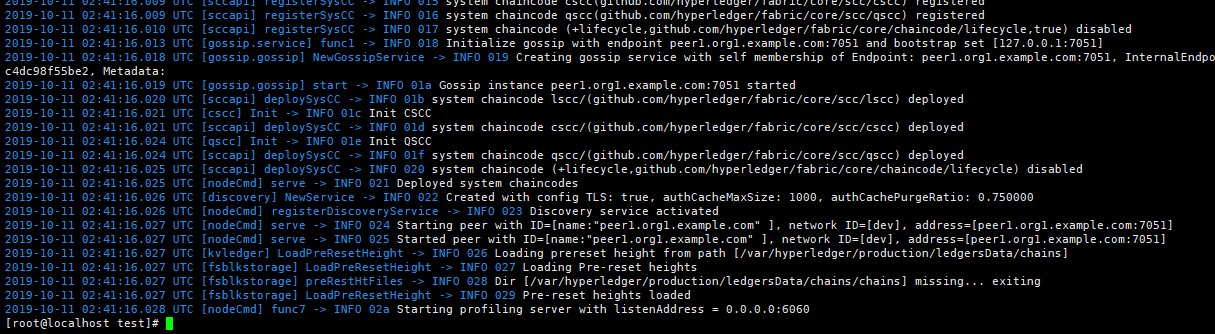 2019-10-11 02:41:16.009 UTC [sccapi] registerSysCC -> INFO 015 system chaincode cscc(github.com/hyperledger/fabric/core/scc/cscc) registered
2019-10-11 02:41:16.009 UTC [sccapi] registerSysCC -> INFO 016 system chaincode qscc(github.com/hyperledger/fabric/core/scc/qscc) registered
2019-10-11 02:41:16.010 UTC [sccapi] registerSysCC -> INFO 017 system chaincode (+lifecycle,github.com/hyperledger/fabric/core/chaincode/lifecycle,true) disabled
2019-10-11 02:41:16.013 UTC [gossip.service] func1 -> INFO 018 Initialize gossip with endpoint peer1.org1.example.com:7051 and bootstrap set [127.0.0.1:7051]
2019-10-11 02:41:16.018 UTC [gossip.gossip] NewGossipService -> INFO 019 Creating gossip service with self membership of Endpoint: peer1.org1.example.com:7051, InternalEndpo
c4dc98f55be2, Metadata:
2019-10-11 02:41:16.019 UTC [gossip.gossip] start -> INFO 01a Gossip instance peer1.org1.example.com:7051 started
2019-10-11 02:41:16.020 UTC [sccapi] deploySysCC -> INFO 01b system chaincode lscc/(github.com/hyperledger/fabric/core/scc/lscc) deployed
2019-10-11 02:41:16.021 UTC [cscc] Init -> INFO 01c Init CSCC
2019-10-11 02:41:16.021 UTC [sccapi] deploySysCC -> INFO 01d system chaincode cscc/(github.com/hyperledger/fabric/core/scc/cscc) deployed
2019-10-11 02:41:16.024 UTC [qscc] Init -> INFO 01e Init QSCC
2019-10-11 02:41:16.024 UTC [sccapi] deploySysCC -> INFO 01f system chaincode qscc/(github.com/hyperledger/fabric/core/scc/qscc) deployed
2019-10-11 02:41:16.025 UTC [sccapi] deploySysCC -> INFO 020 system chaincode (+lifecycle,github.com/hyperledger/fabric/core/chaincode/lifecycle) disabled
2019-10-11 02:41:16.025 UTC [nodeCmd] serve -> INFO 021 Deployed system chaincodes
2019-10-11 02:41:16.026 UTC [discovery] NewService -> INFO 022 Created with config TLS: true, authCacheMaxSize: 1000, authCachePurgeRatio: 0.750000
2019-10-11 02:41:16.026 UTC [nodeCmd] registerDiscoveryService -> INFO 023 Discovery service activated
2019-10-11 02:41:16.026 UTC [nodeCmd] serve -> INFO 024 Starting peer with ID=[name:"peer1.org1.example.com" ], network ID=[dev], address=[peer1.org1.example.com:7051]
2019-10-11 02:41:16.026 UTC [nodeCmd] serve -> INFO 025 Started peer with ID=[name:"peer1.org1.example.com" ], network ID=[dev], address=[peer1.org1.example.com:7051]
2019-10-11 02:41:16.027 UTC [kvledger] LoadPreResetHeight -> INFO 026 Loading prereset height from path [/var/hyperledger/production/ledgersData/chains]
2019-10-11 02:41:16.027 UTC [fsblkstorage] LoadPreResetHeight -> INFO 027 Loading Pre-reset heights
2019-10-11 02:41:16.027 UTC [fsblkstorage] preRestHtFiles -> INFO 028 Dir [/var/hyperledger/production/ledgersData/chains/chains] missing... exiting
2019-10-11 02:41:16.027 UTC [fsblkstorage] LoadPreResetHeight -> INFO 029 Pre-reset heights loaded
2019-10-11 02:41:16.028 UTC [nodeCmd] func7 -> INFO 02a Starting profiling server with listenAddress = 0.0.0.0:6060
[root@localhost test]#